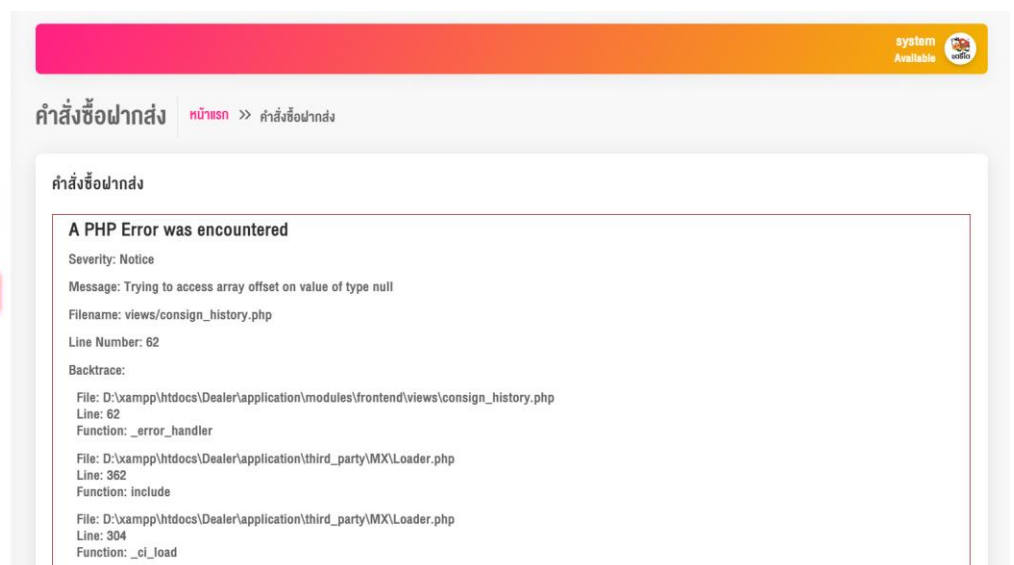 system
Available
คำสั่งซื้อฝากส่ง
หน้าแรก >> คำสั่งซื้อฝากส่ง
คำสั่งซื้อฝากส่ง
A PHP Error was encountered
Severity: Notice
Message: Trying to access array offset on value of type null
Filename: views/consign_history.php
Line Number: 62
Backtrace:
File: D:\xampp\htdocs\Dealer\application\modules\frontend\views\consign_history.php
Line: 62
Function: _error_handler
File: D:\xampp\htdocs\Dealer\application\third_party\MX\Loader.php
Line: 362
Function: include
File: D:\xampp\htdocs\Dealer\application\third_party\MX\Loader.php
Line: 304
Function: _ci_load